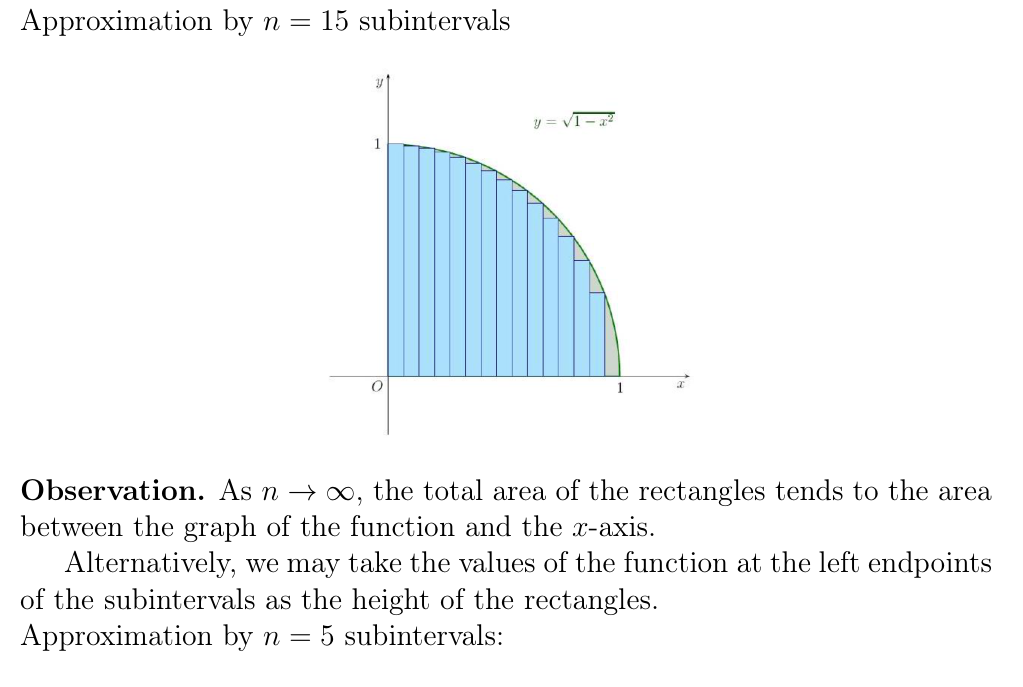 Approximation by n = 15 subintervals
y
y = √1 − x²
1
O
1
x
Observation. As n → ∞, the total area of the rectangles tends to the area
between the graph of the function and the x-axis.
Alternatively, we may take the values of the function at the left endpoints
of the subintervals as the height of the rectangles.
Approximation by n = 5 subintervals: